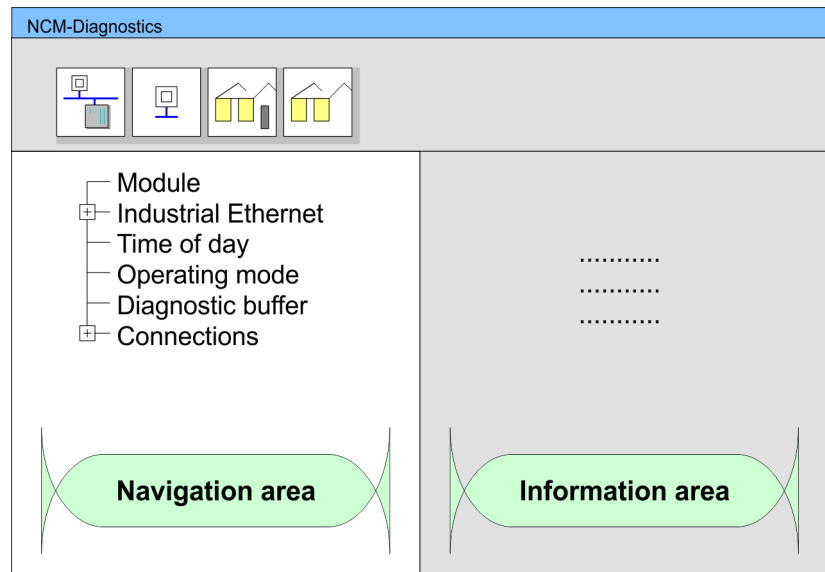 NCM-Diagnostics
Module
Industrial Ethernet
Time of day
Operating mode
Diagnostic buffer
Connections
...........
...........
...........
Navigation area
Information area